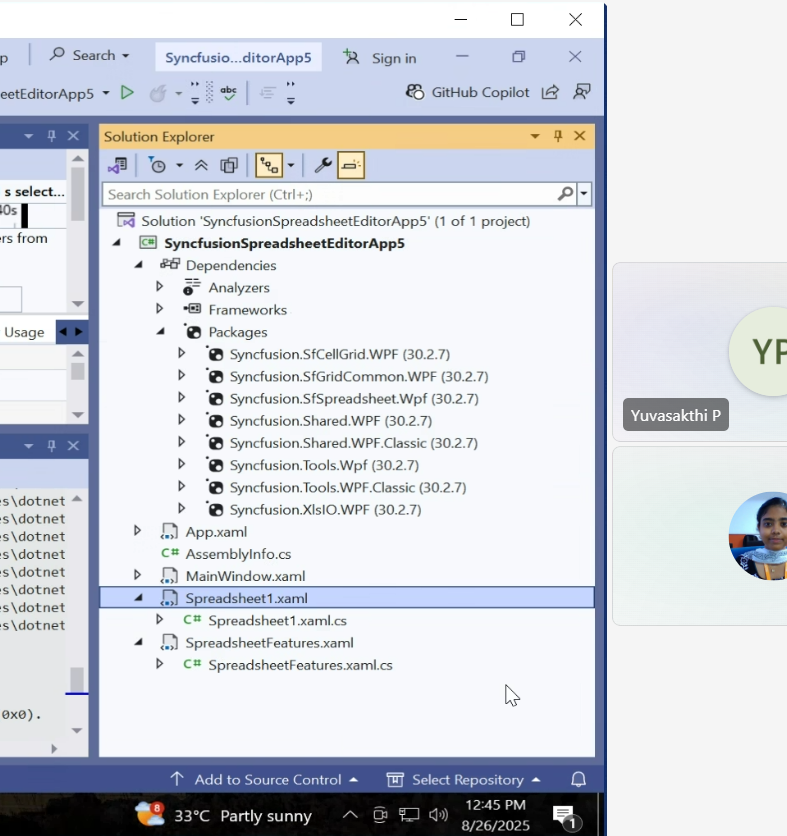 p
Search
Syncfusio...ditorApp5
Sign in
eetEditorApp5
abc
GitHub Copilot
Solution Explorer
s select...
Search Solution Explorer (Ctrl+;)
40s
Solution 'SyncfusionSpreadsheetEditorApp5' (1 of 1 project)
ers from
C# SyncfusionSpreadsheetEditorApp5
Dependencies
Analyzers
Frameworks
Usage
Packages
Syncfusion.SfCellGrid.WPF (30.2.7)
Syncfusion.SfGridCommon.WPF (30.2.7)
Syncfusion.SfSpreadsheet.Wpf (30.2.7)
Syncfusion.Shared.WPF (30.2.7)
Syncfusion.Shared.WPF.Classic (30.2.7)
Syncfusion.Tools.Wpf (30.2.7)
Syncfusion.Tools.WPF.Classic (30.2.7)
Syncfusion.XlsIO.WPF (30.2.7)
App.xaml
C# AssemblyInfo.cs
MainWindow.xaml
Spreadsheet1.xaml
C# Spreadsheet1.xaml.cs
SpreadsheetFeatures.xaml
C# SpreadsheetFeatures.xaml.cs
es\dotnet
es\dotnet
es\dotnet
es\dotnet
es\dotnet
es\dotnet
es\dotnet
es\dotnet
0x0).
Add to Source Control
Select Repository
8
33°C Partly sunny
12:45 PM
8/26/2025
1
YP
Yuvasakthi P